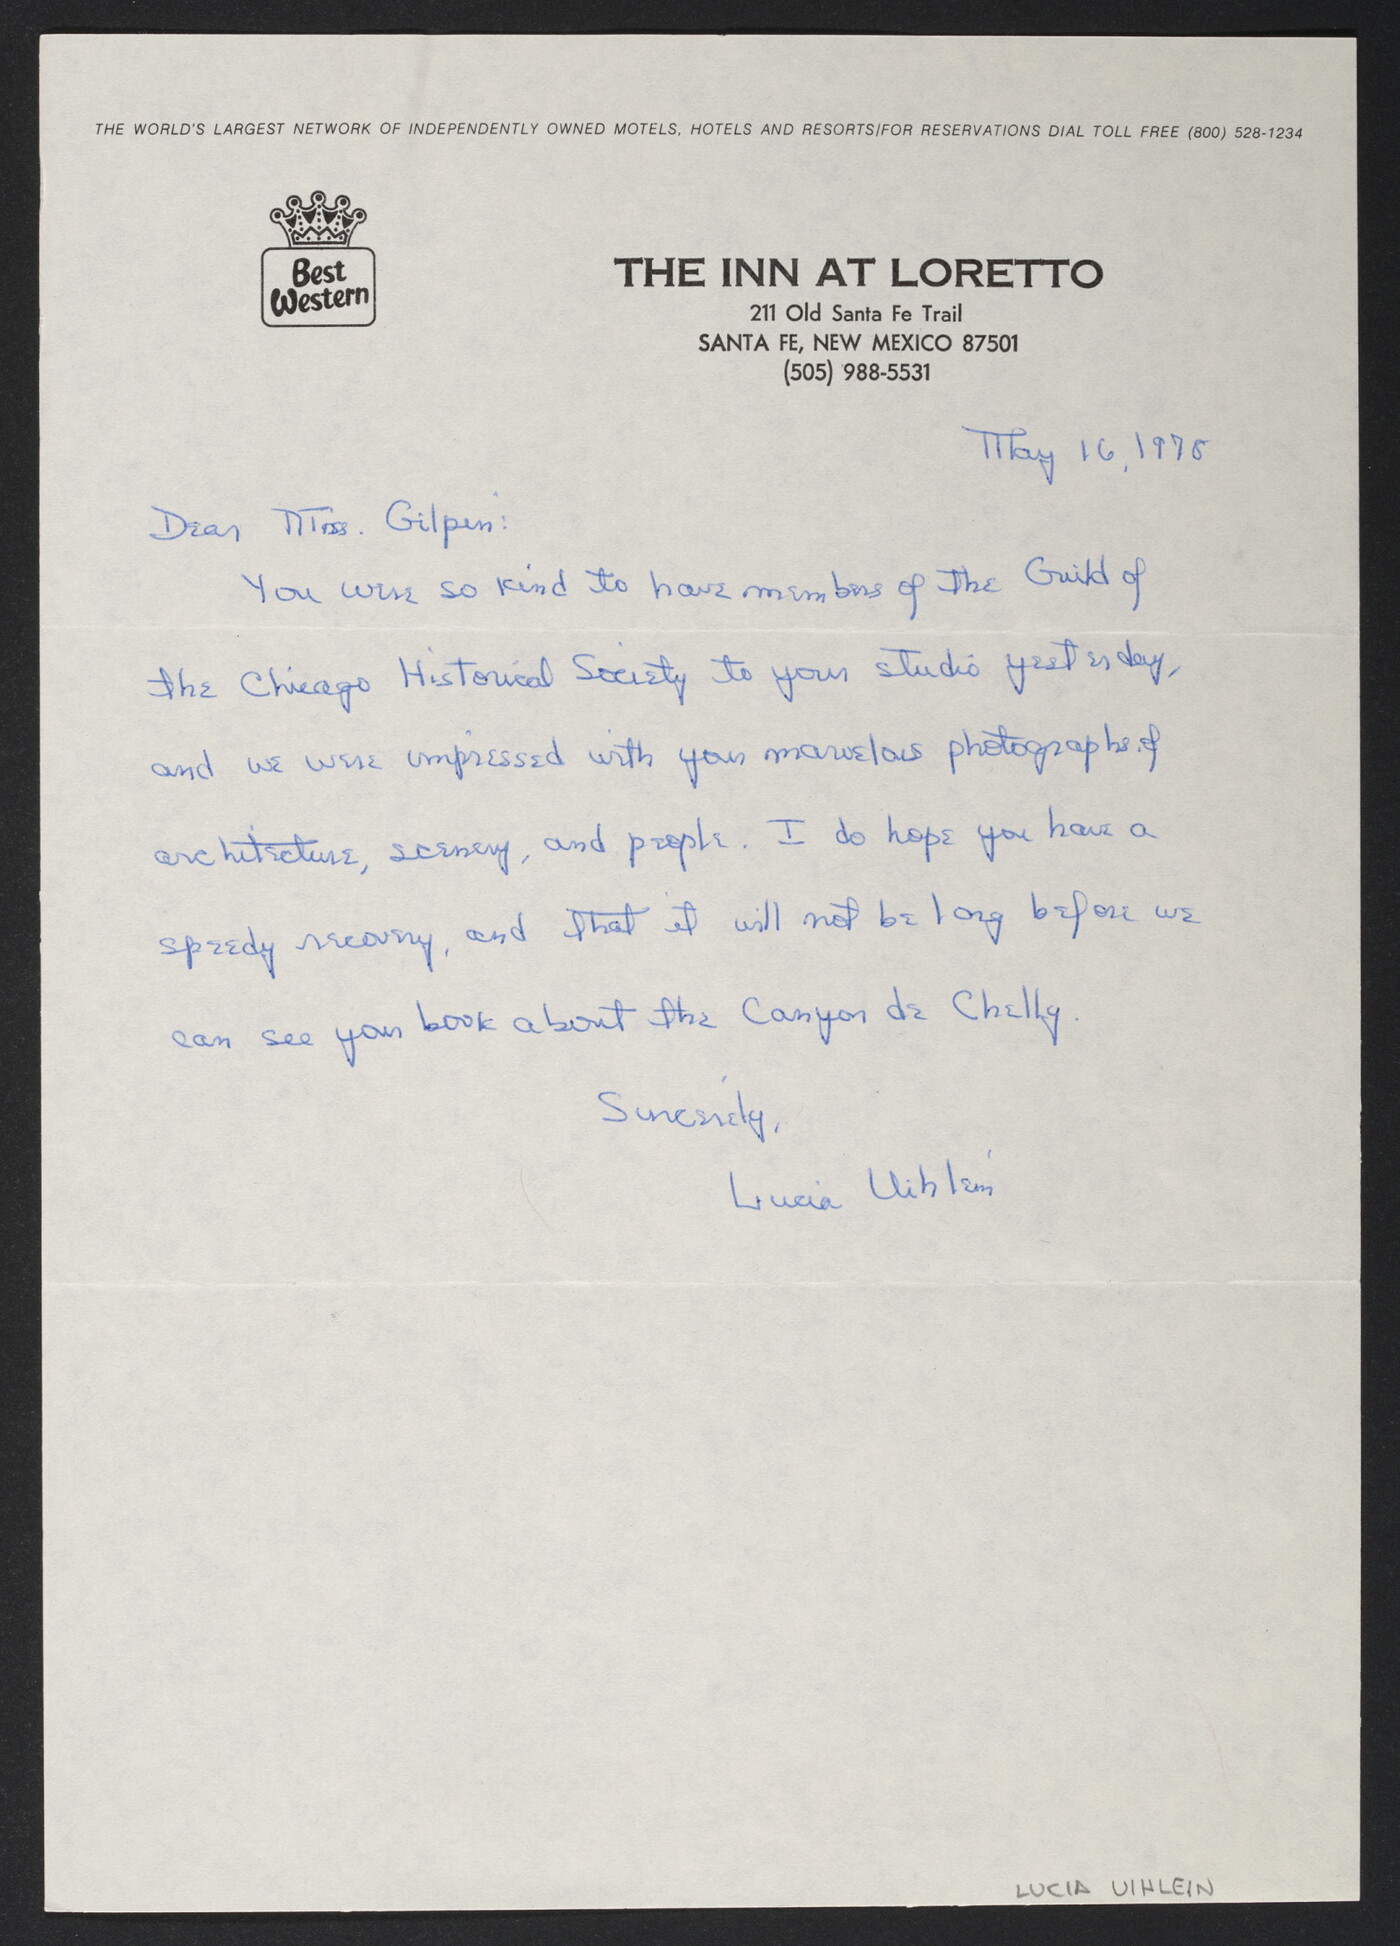 THE WORLD'S LARGEST NETWORK OF INDEPENDENTLY OWNED MOTELS, HOTELS AND RESORTS/FOR RESERVATIONS DIAL TOLL FREE (800) 528-1234
Best
Western
THE INN AT LORETTO
211 Old Santa Fe Trail
SANTA FE, NEW MEXICO 87501
(505) 988-5531
May 16, 1978
Dear Miss. Gilpin:
You were so kind to have members of the Guild of
the Chicago Historical Society to your studio yesterday,
and we were impressed with your marvelous photographs of
architecture, scenery, and people. I do hope you have a
speedy recovery, and that it will not be long before we
can see your book about the Canyon de Chelly.
Sincerely,
Lucia Uihlein
LUCIA UIHLEIN